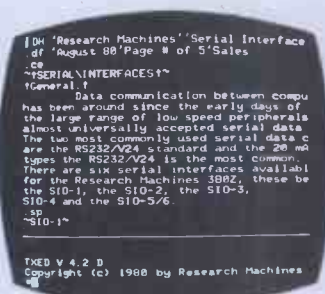 .DH 'Research Machines''Serial Interface
.df 'August 80'Page # of 5'Sales
.ce
~↑SERIAL\INTERFACES↑~
↑General.↑
Data communication between compu
has been around since the early days of
the large range of low speed peripherals
almost universally accepted serial data
The two most commonly used serial data c
are the RS232/V24 standard and the 20 mA
types the RS232/V24 is the most common.
There are six serial interfaces availabl
for the Research Machines 380Z, these be
the SIO-1, the SIO-2, the SIO-3,
SIO-4 and the SIO-5/6.
.sp
~SIO-1~
TXED V 4.2 D
Copyright (c) 1980 by Research Machines